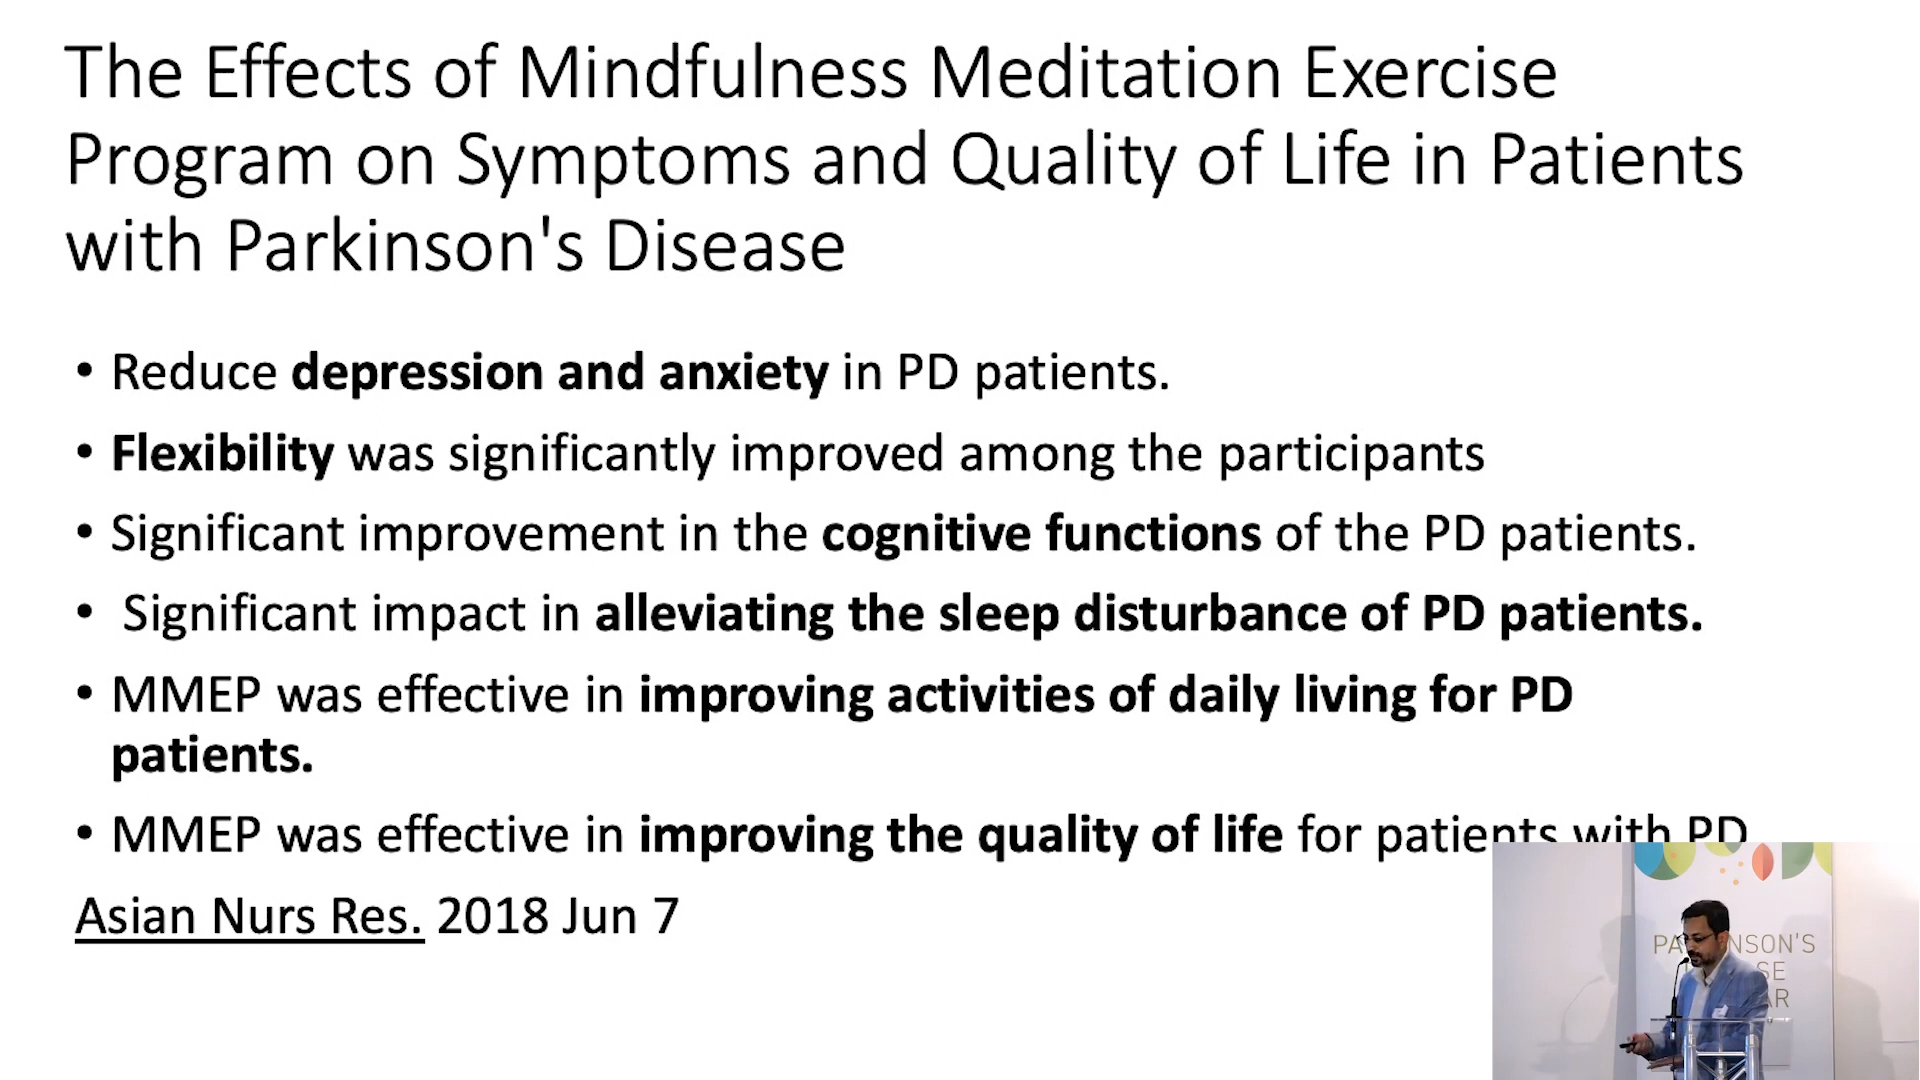 The Effects of Mindfulness Meditation Exercise
Program on Symptoms and Quality of Life in Patients
with Parkinson's Disease
• Reduce depression and anxiety in PD patients.
• Flexibility was significantly improved among the participants
• Significant improvement in the cognitive functions of the PD patients.
• Significant impact in alleviating the sleep disturbance of PD patients.
• MMEP was effective in improving activities of daily living for PD
patients.
• MMEP was effective in improving the quality of life for patients with PD
Asian Nurs Res. 2018 Jun 7